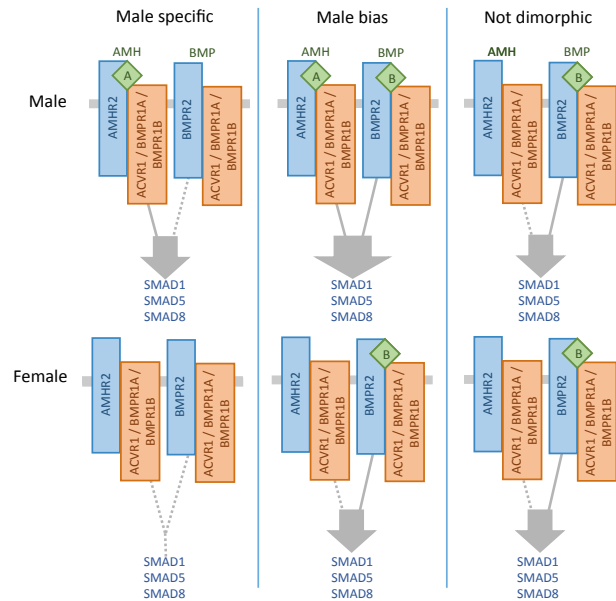 Male specific
Male bias
Not dimorphic
Male
AMH
BMP
A
AMHR2
ACVR1 / BMPR1A /
BMPR1B
BMPR2
ACVR1 / BMPR1A /
BMPR1B
SMAD1
SMAD5
SMAD8
AMH
BMP
A
B
AMHR2
ACVR1 / BMPR1A /
BMPR1B
BMPR2
ACVR1 / BMPR1A /
BMPR1B
SMAD1
SMAD5
SMAD8
AMH
BMP
B
AMHR2
ACVR1 / BMPR1A /
BMPR1B
BMPR2
ACVR1 / BMPR1A /
BMPR1B
SMAD1
SMAD5
SMAD8
Female
AMHR2
ACVR1 / BMPR1A /
BMPR1B
BMPR2
ACVR1 / BMPR1A /
BMPR1B
SMAD1
SMAD5
SMAD8
B
AMHR2
ACVR1 / BMPR1A /
BMPR1B
BMPR2
ACVR1 / BMPR1A /
BMPR1B
SMAD1
SMAD5
SMAD8
B
AMHR2
ACVR1 / BMPR1A /
BMPR1B
BMPR2
ACVR1 / BMPR1A /
BMPR1B
SMAD1
SMAD5
SMAD8